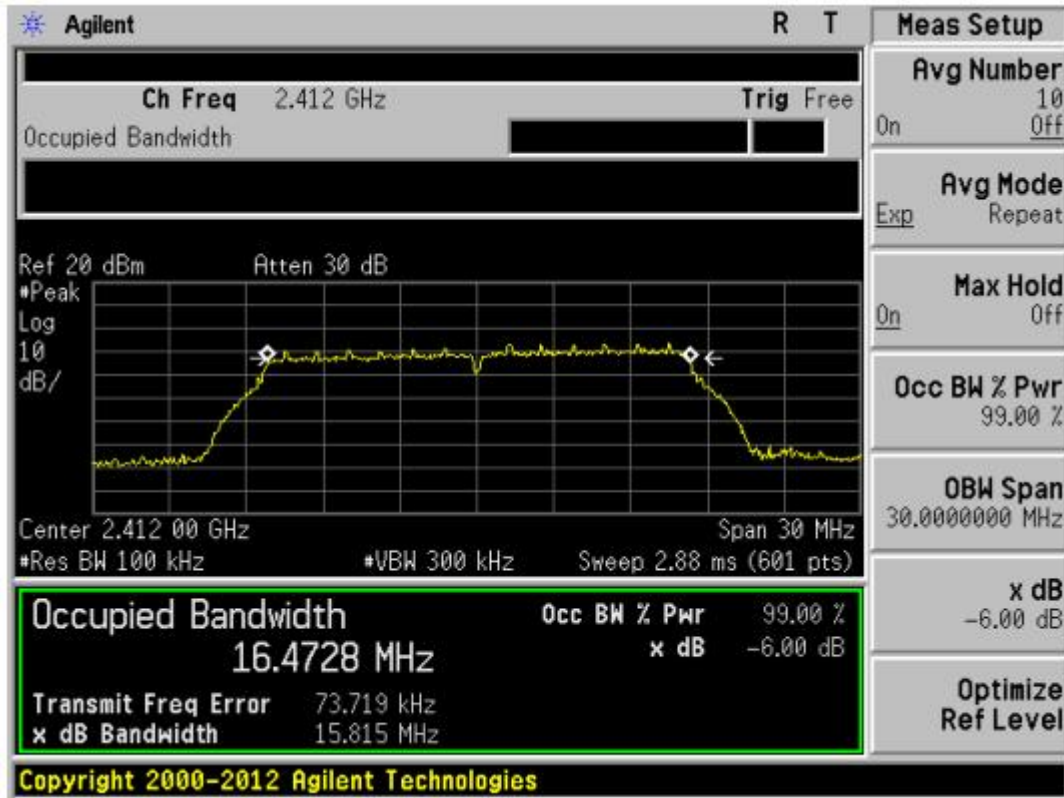 Agilent R T
Ch Freq 2.412 GHz Trig Free
Occupied Bandwidth
Ref 20 dBm Atten 30 dB
#Peak
Log
10
dB/
Center 2.412 00 GHz Span 30 MHz
#Res BW 100 kHz #VBW 300 kHz Sweep 2.88 ms (601 pts)
Occupied Bandwidth Occ BW % Pwr 99.00 %
16.4728 MHz x dB -6.00 dB
Transmit Freq Error 73.719 kHz
x dB Bandwidth 15.815 MHz
Copyright 2000-2012 Agilent Technologies
Meas Setup
Avg Number
10
On Off
Avg Mode
Exp Repeat
Max Hold
On Off
Occ BW % Pwr
99.00 %
OBW Span
30.0000000 MHz
x dB
-6.00 dB
Optimize
Ref Level